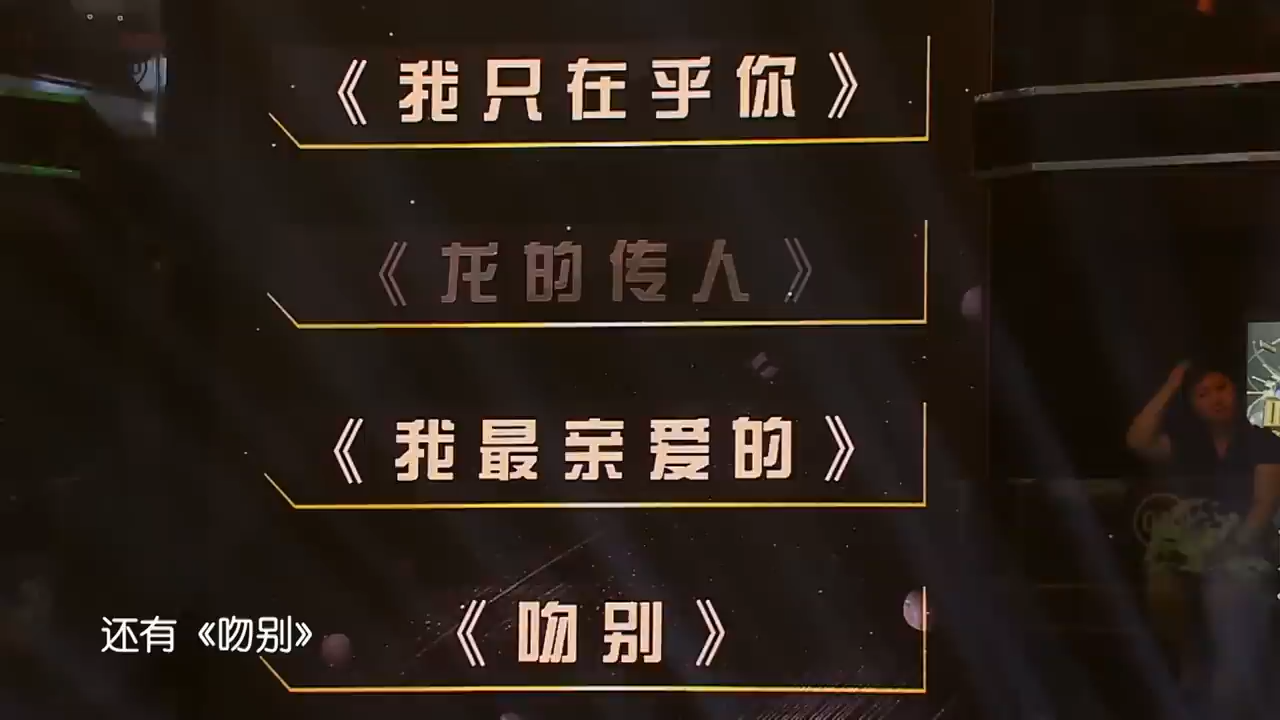 《我只在乎你》
《龙的传人》
《我最亲爱的》
《吻别》
还有《吻别》